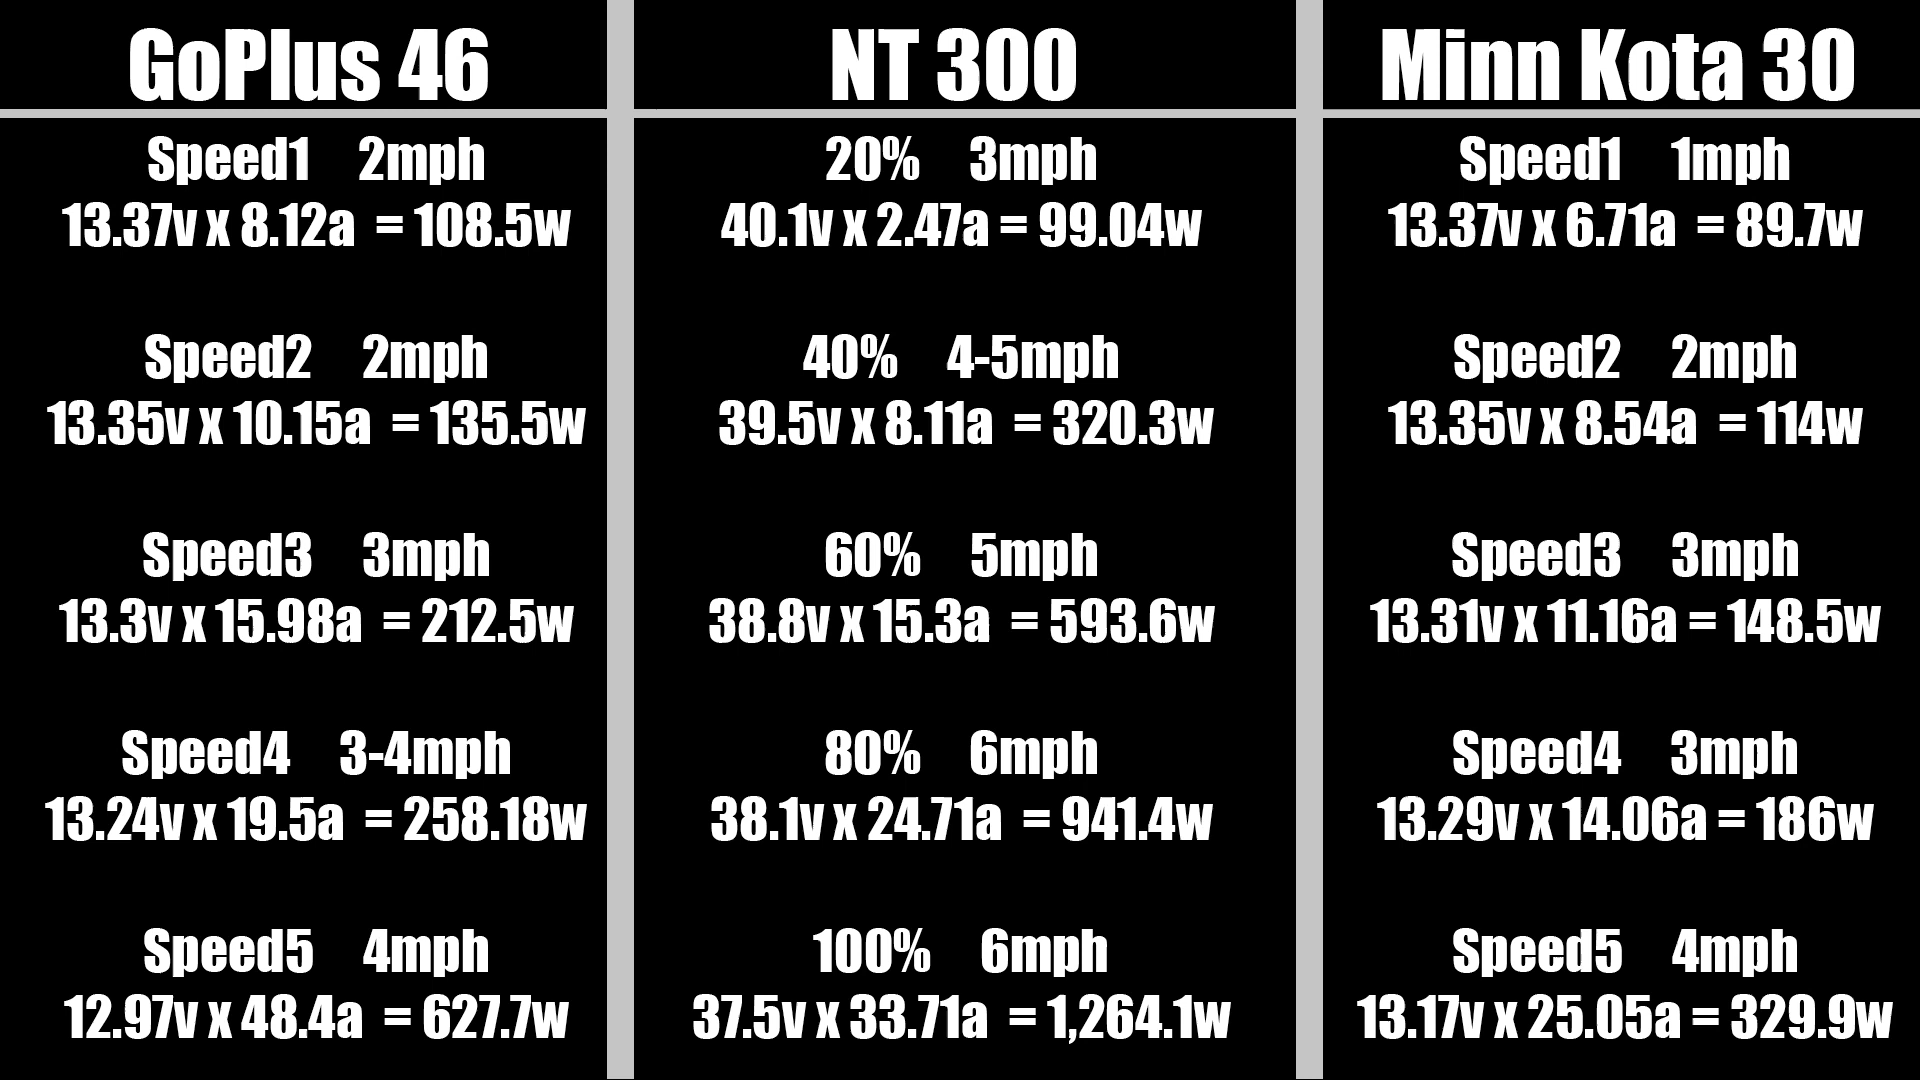 GoPlus 46
Speed1 2mph
13.37v x 8.12a = 108.5w
Speed2 2mph
13.35v x 10.15a = 135.5w
Speed3 3mph
13.3v x 15.98a = 212.5w
Speed4 3-4mph
13.24v x 19.5a = 258.18w
Speed5 4mph
12.97v x 48.4a = 627.7w
NT 300
20% 3mph
40.1v x 2.47a = 99.04w
40% 4-5mph
39.5v x 8.11a = 320.3w
60% 5mph
38.8v x 15.3a = 593.6w
80% 6mph
38.1v x 24.71a = 941.4w
100% 6mph
37.5v x 33.71a = 1,264.1w
Minn Kota 30
Speed1 1mph
13.37v x 6.71a = 89.7w
Speed2 2mph
13.35v x 8.54a = 114w
Speed3 3mph
13.31v x 11.16a = 148.5w
Speed4 3mph
13.29v x 14.06a = 186w
Speed5 4mph
13.17v x 25.05a = 329.9w